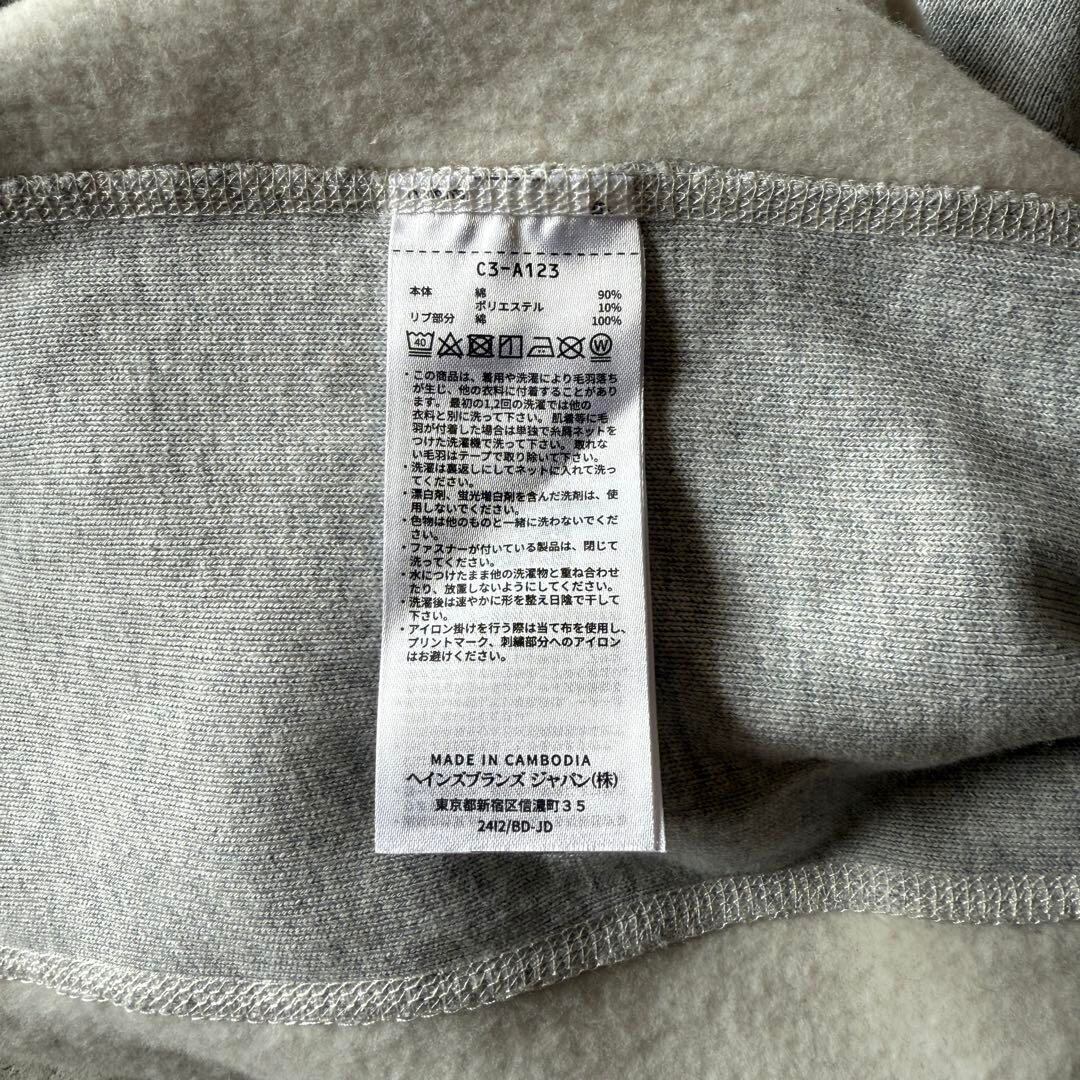 C3-A123
本体 綿 90%
ポリエステル 10%
リブ部分 綿 100%
40 W
・この商品は、着用や洗濯により毛羽落ち
が生じ、他の衣料に付着することがあり
ます。最初の1,2回の洗濯では他の
衣料と別に洗って下さい。肌着等に毛
羽が付着した場合は単独で糸屑ネットを
つけた洗濯機で洗って下さい。取れな
い毛羽はテープで取り除いて下さい。
・洗濯は裏返しにしてネットに入れて洗っ
てください。
・漂白剤、蛍光増白剤を含んだ洗剤は、使
用しないでください。
・色物は他のものと一緒に洗わないでくだ
さい。
・ファスナーが付いている製品は、閉じて
洗ってください。
・水につけたまま他の洗濯物と重ね合わせ
たり、放置しないようにしてください。
・洗濯後は速やかに形を整え日陰で干して
下さい。
・アイロン掛けを行う際は当て布を使用し、
プリントマーク、刺繍部分へのアイロン
はお避けください。
MADE IN CAMBODIA
ヘインズブランズ ジャパン(株)
東京都新宿区信濃町35
2412/BD-JD